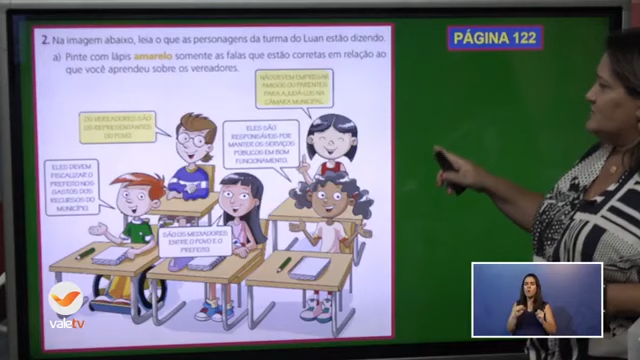 2. Na imagem abaixo, leia o que as personagens da turma do Luan estão dizendo.
a) Pinte com lápis amarelo somente as falas que estão corretas em relação ao
que você aprendeu sobre os vereadores.
PÁGINA 122
NÃO DEVEM EMPREGAR
AMIGOS OU PARENTES
PARA AJUDÁ-LOS NA
CÂMARA MUNICIPAL.
OS VEREADORES SÃO
OS REPRESENTANTES
DO POVO.
ELES SÃO
RESPONSÁVEIS POR
MANTER OS SERVIÇOS
PÚBLICOS EM BOM
FUNCIONAMENTO.
ELES DEVEM
FISCALIZAR O
PREFEITO NOS
GASTOS DOS
RECURSOS DO
MUNICÍPIO.
SÃO OS MEDIADORES
ENTRE O POVO E O
PREFEITO.
valetv